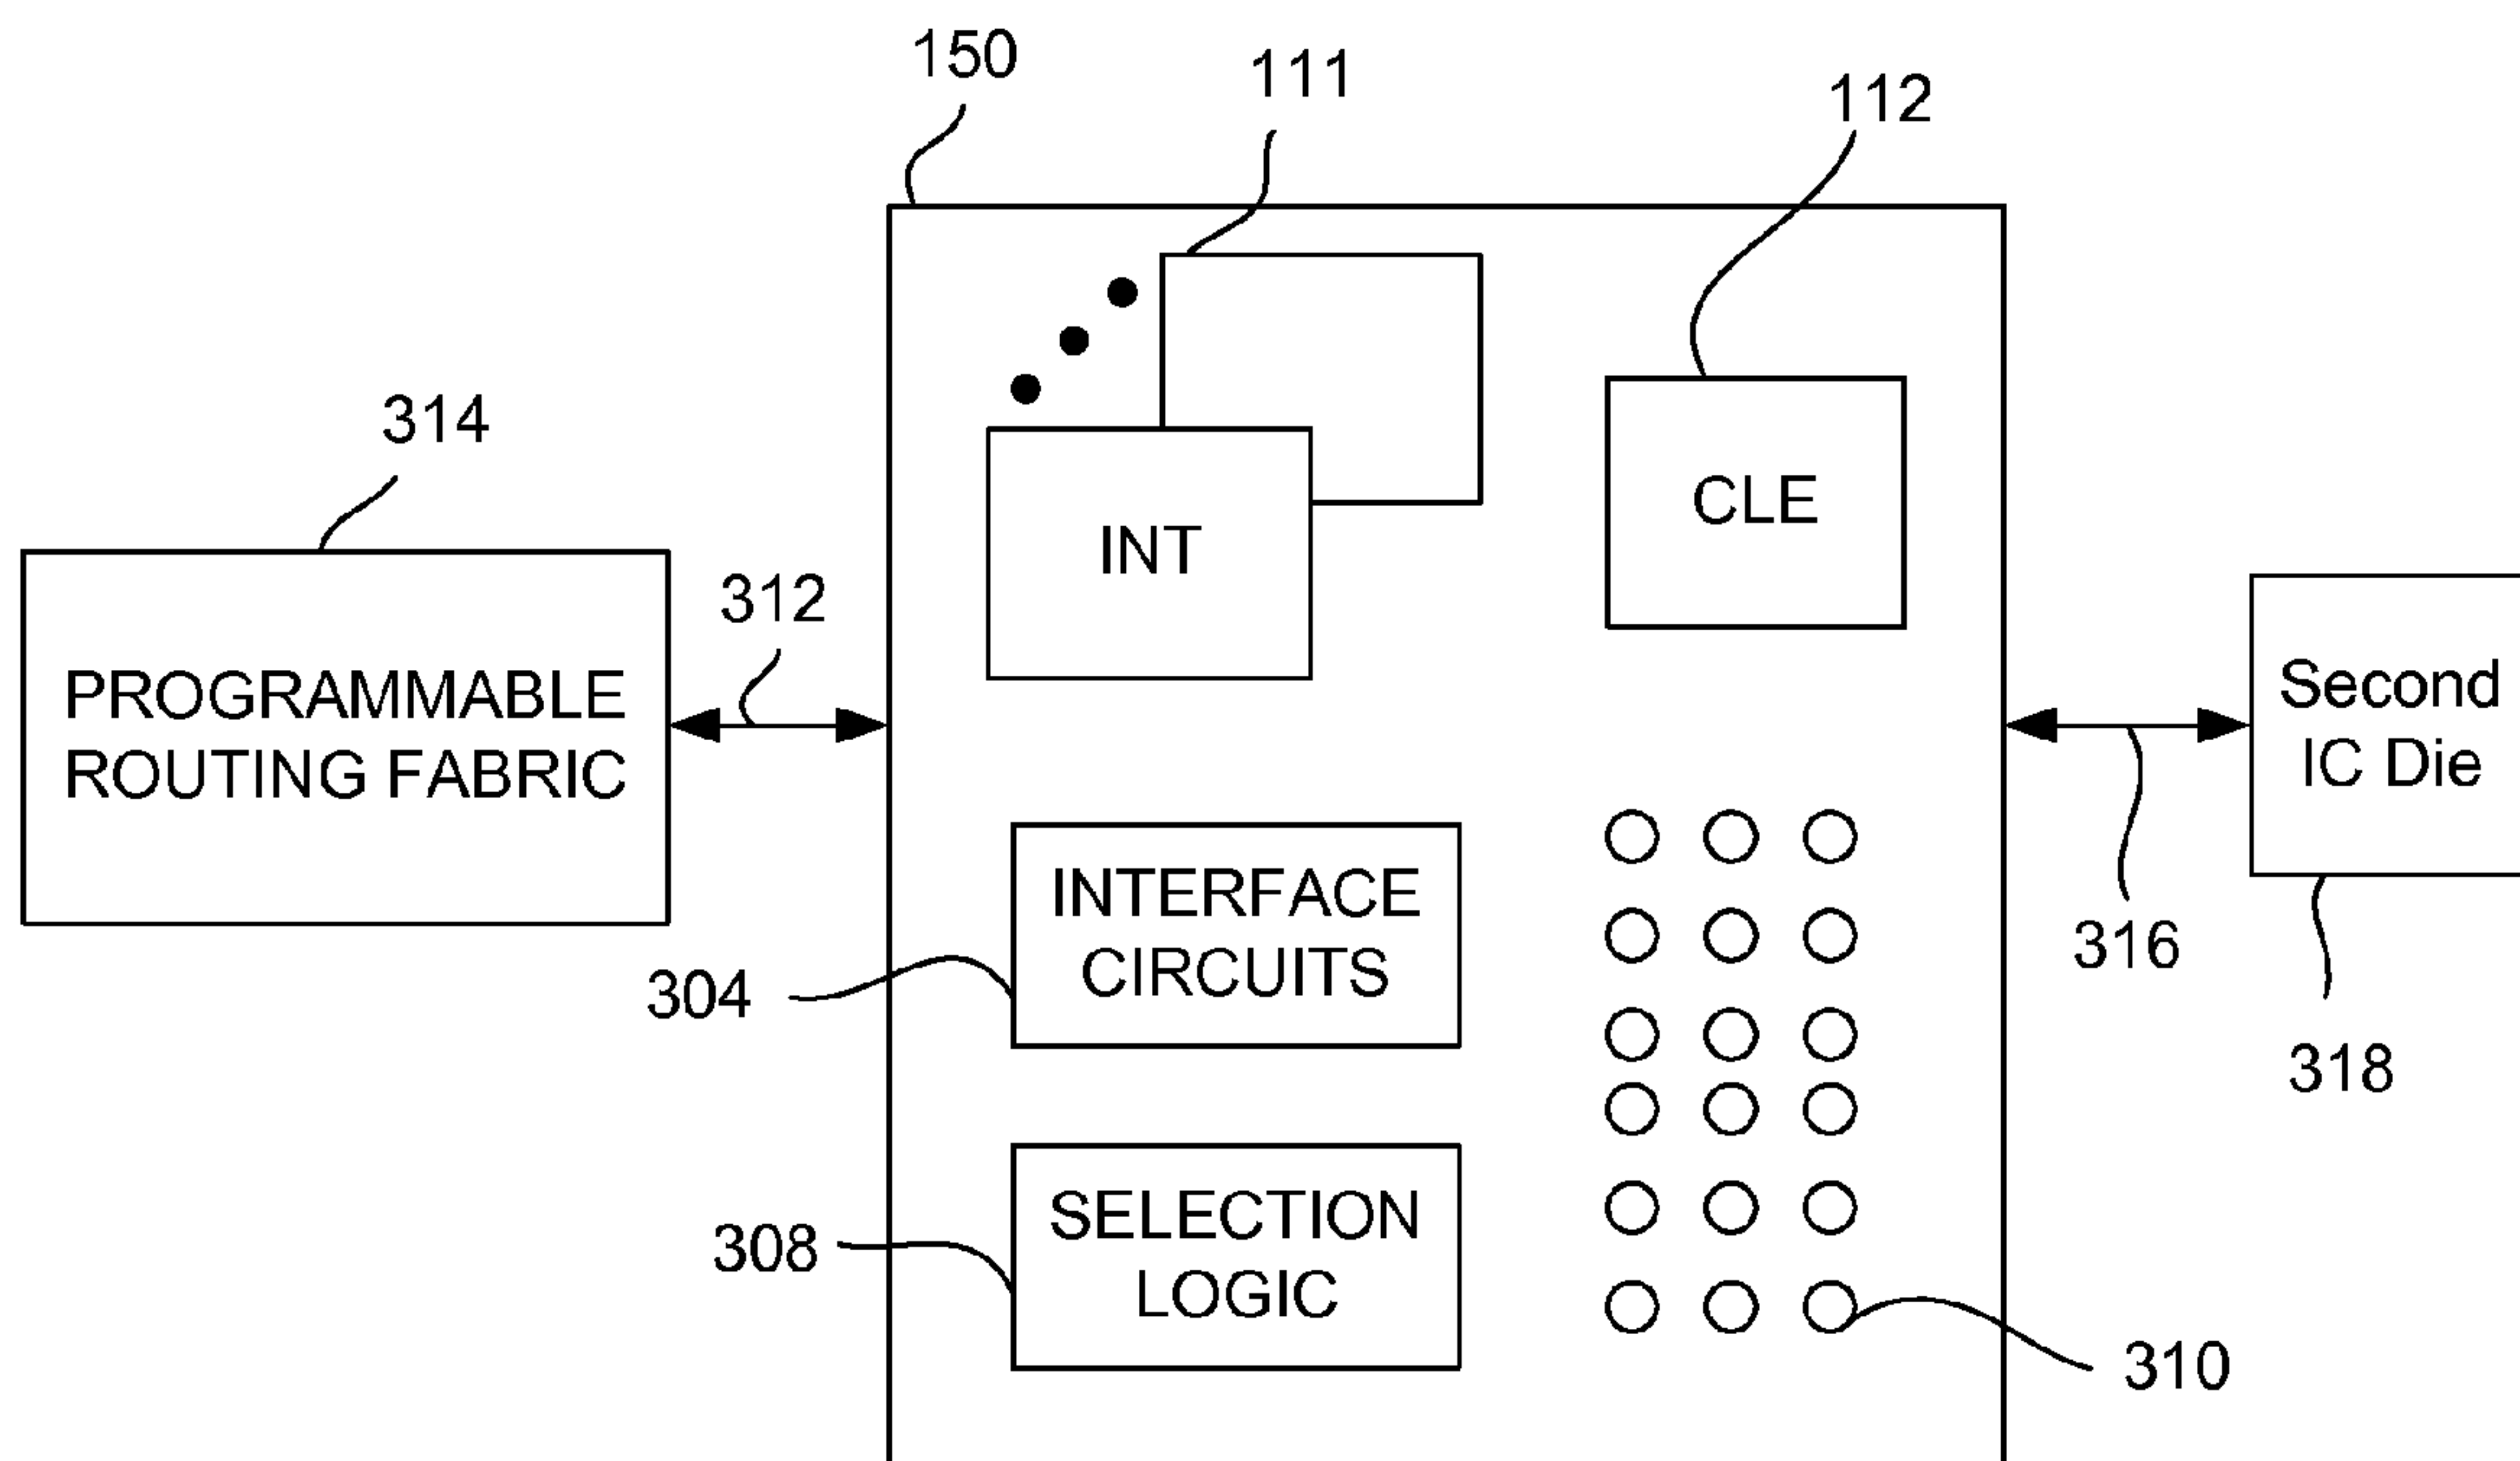 150
111
112
314
312
INT
CLE
PROGRAMMABLE
ROUTING FABRIC
Second
IC Die
INTERFACE
CIRCUITS
304
316
318
SELECTION
LOGIC
308
310